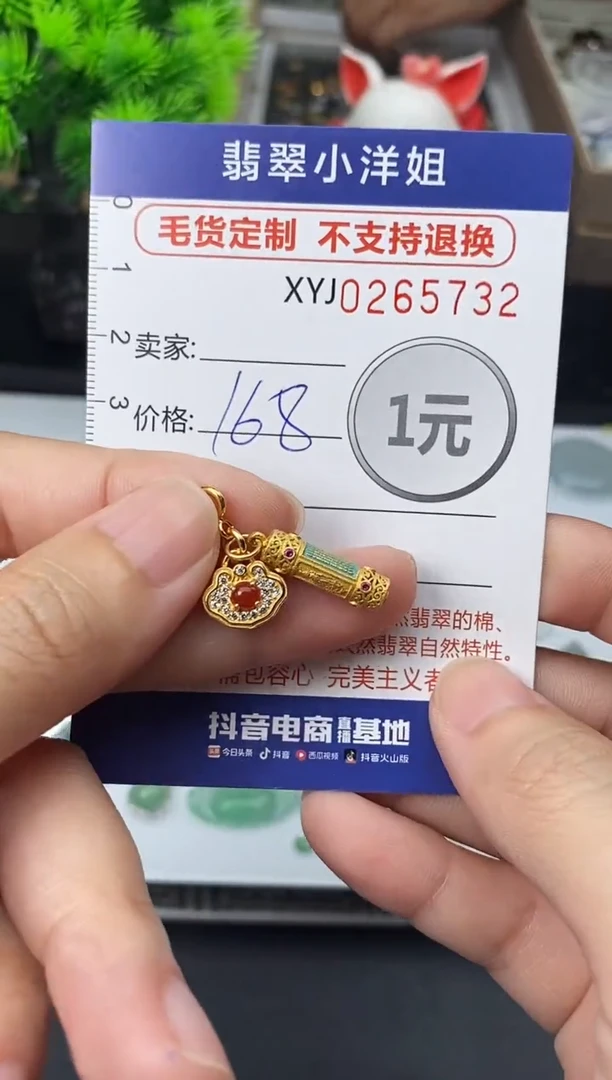 翡翠小洋姐
毛货定制 不支持退换
XYJ0265732
0
1
2
3
卖家:
价格: 168
1元
然翡翠的棉、
然翡翠自然特性。
需包容心 完美主义者
抖音电商直播基地
今日头条 抖音 西瓜视频 抖音火山版